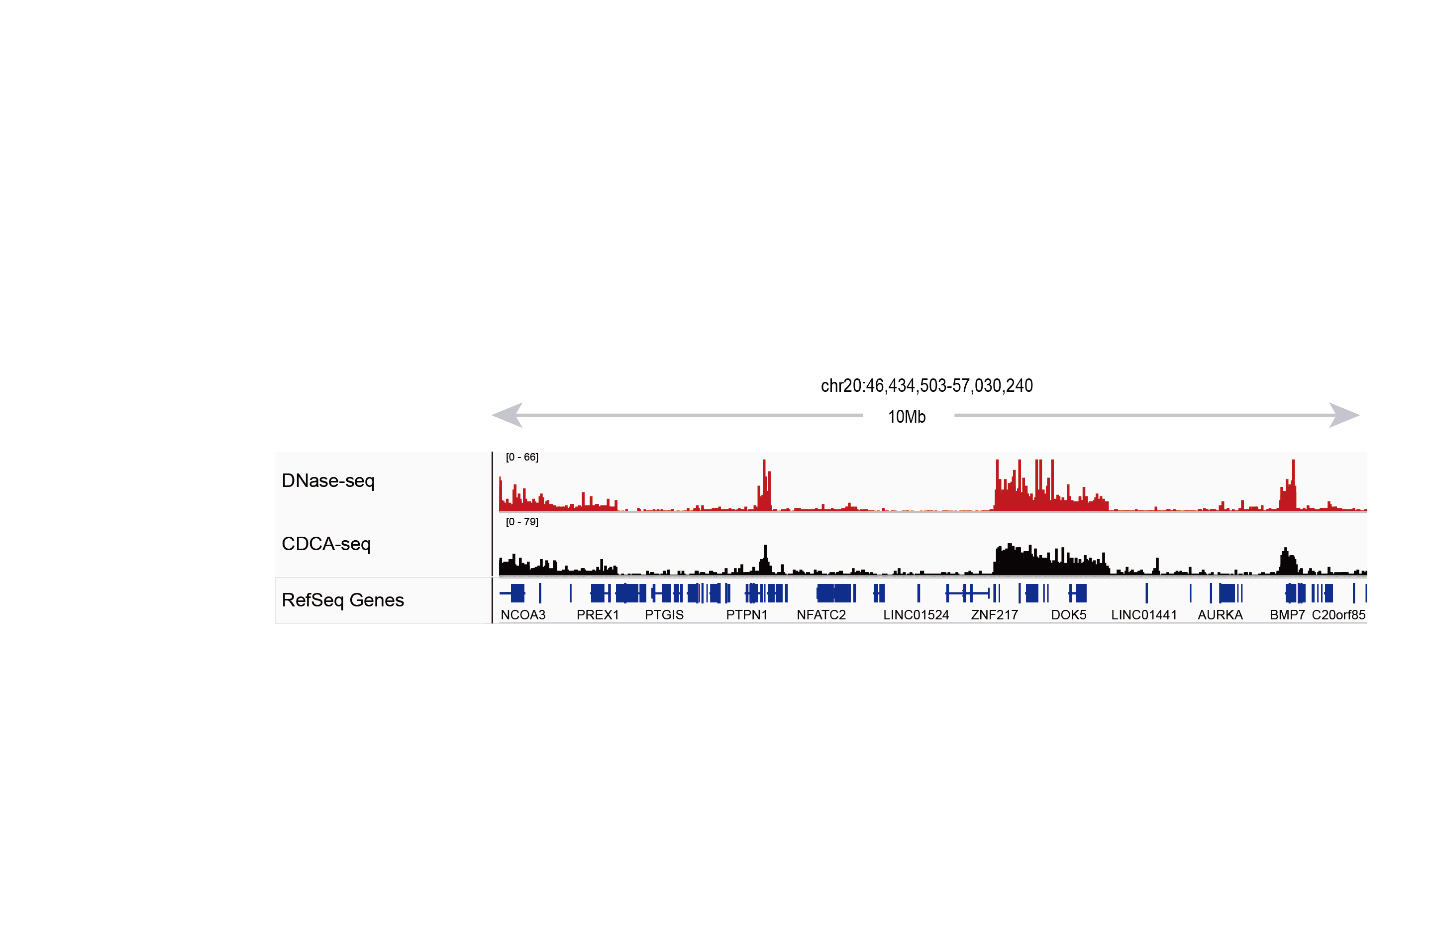 chr20:46,434,503-57,030,240
10Mb
[0 - 66]
DNase-seq
[0 - 79]
CDCA-seq
RefSeq Genes
NCOA3 PREX1 PTGIS PTPN1 NFATC2 LINC01524 ZNF217 DOK5 LINC01441 AURKA BMP7 C20orf85